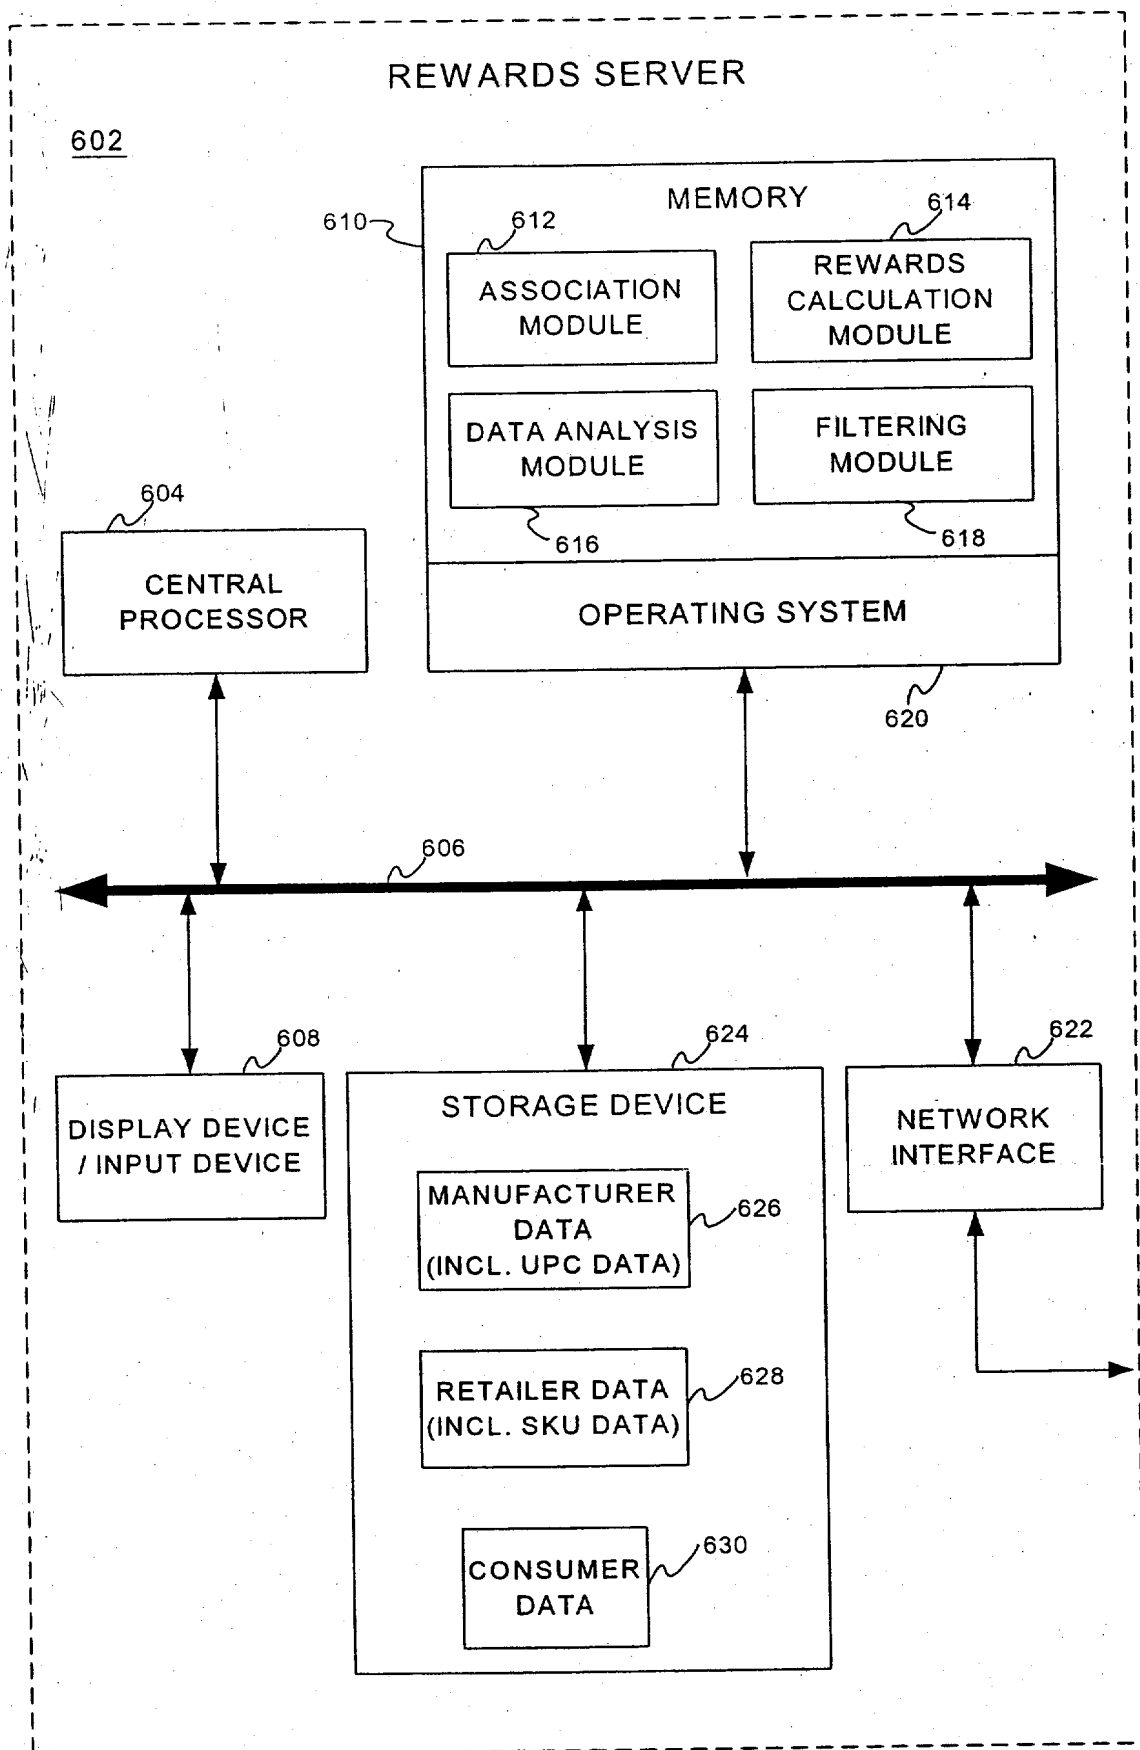 REWARDS SERVER
602
MEMORY
610
612
614
ASSOCIATION
MODULE
REWARDS
CALCULATION
MODULE
DATA ANALYSIS
MODULE
FILTERING
MODULE
616
618
604
CENTRAL
PROCESSOR
OPERATING SYSTEM
620
606
608
DISPLAY DEVICE
/ INPUT DEVICE
624
STORAGE DEVICE
MANUFACTURER
DATA
(INCL. UPC DATA)
626
RETAILER DATA
(INCL. SKU DATA)
628
CONSUMER
DATA
630
622
NETWORK
INTERFACE